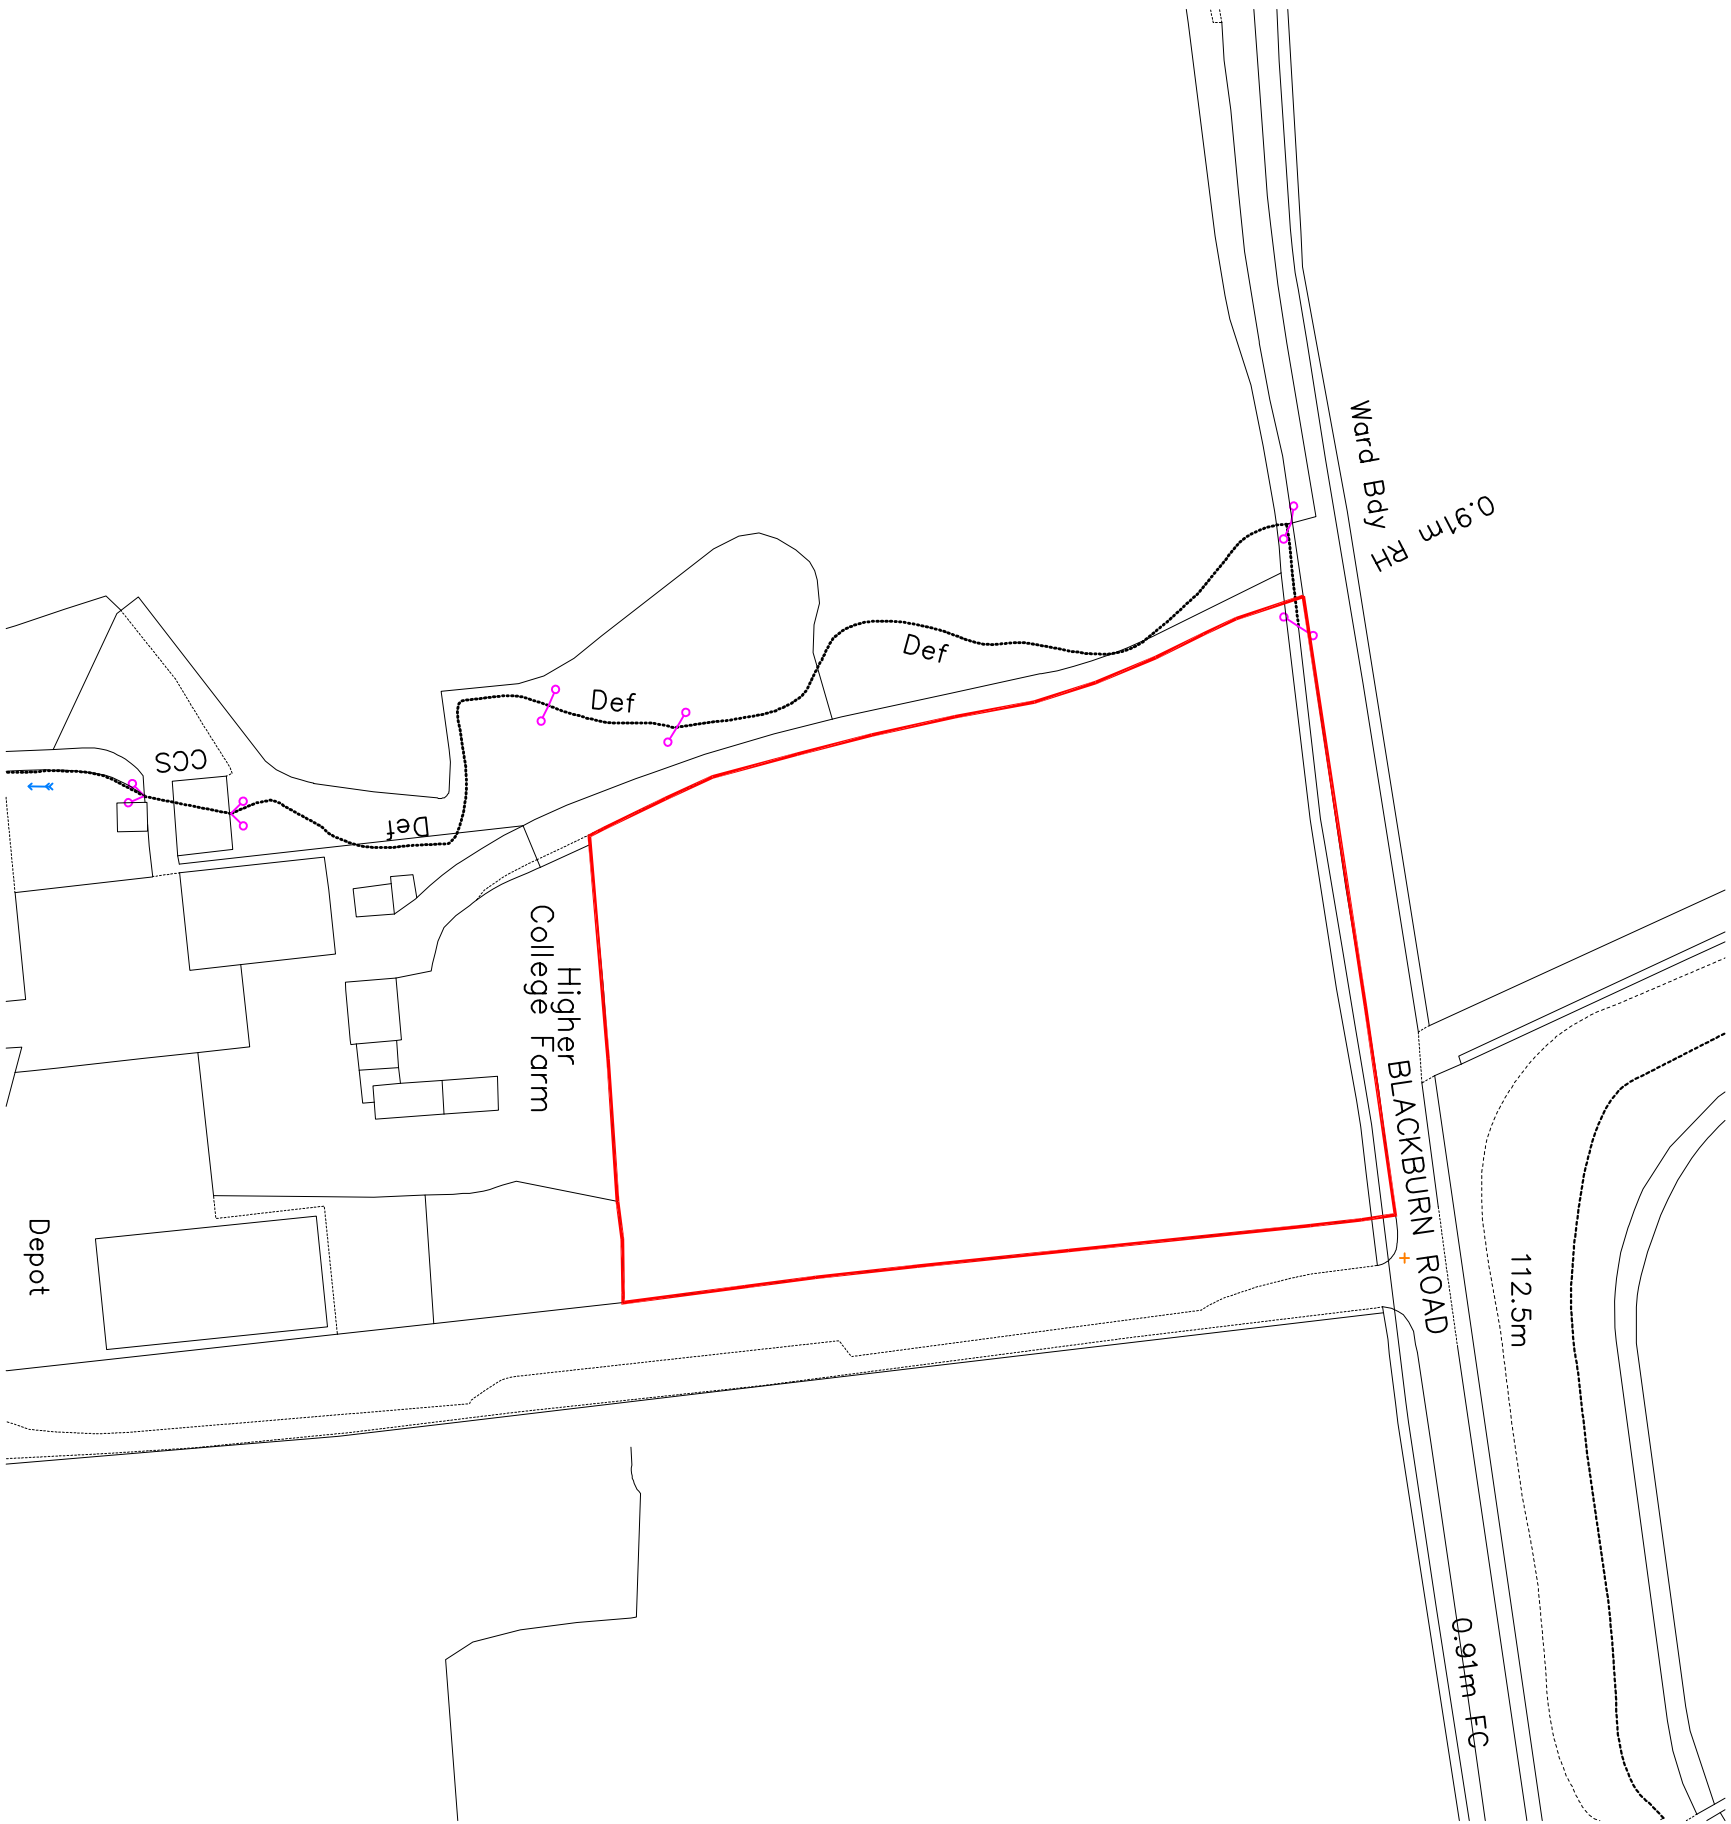 Ward Bdy
0.91m RH
Def
Def
CCS
Def
Higher
College Farm
BLACKBURN ROAD
Depot
112.5m
0.91m FC